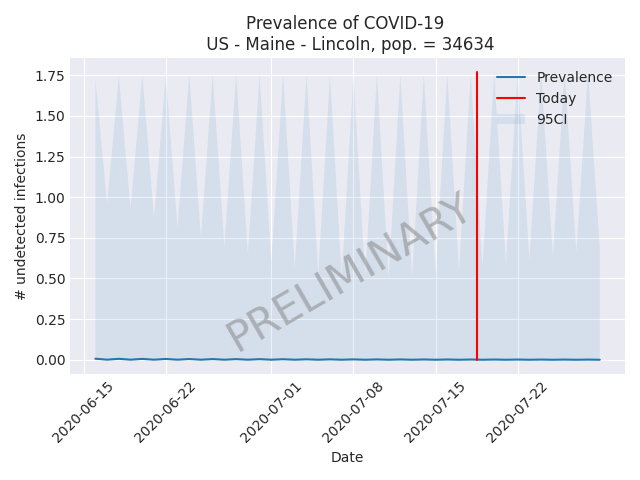 Prevalence of COVID-19
US - Maine - Lincoln, pop. = 34634
1.75
1.50
1.25
1.00
0.75
0.50
0.25
0.00
# undetected infections
Prevalence
Today
95CI
PRELIMINARY
2020-06-15
2020-06-22
2020-07-01
2020-07-08
2020-07-15
2020-07-22
Date